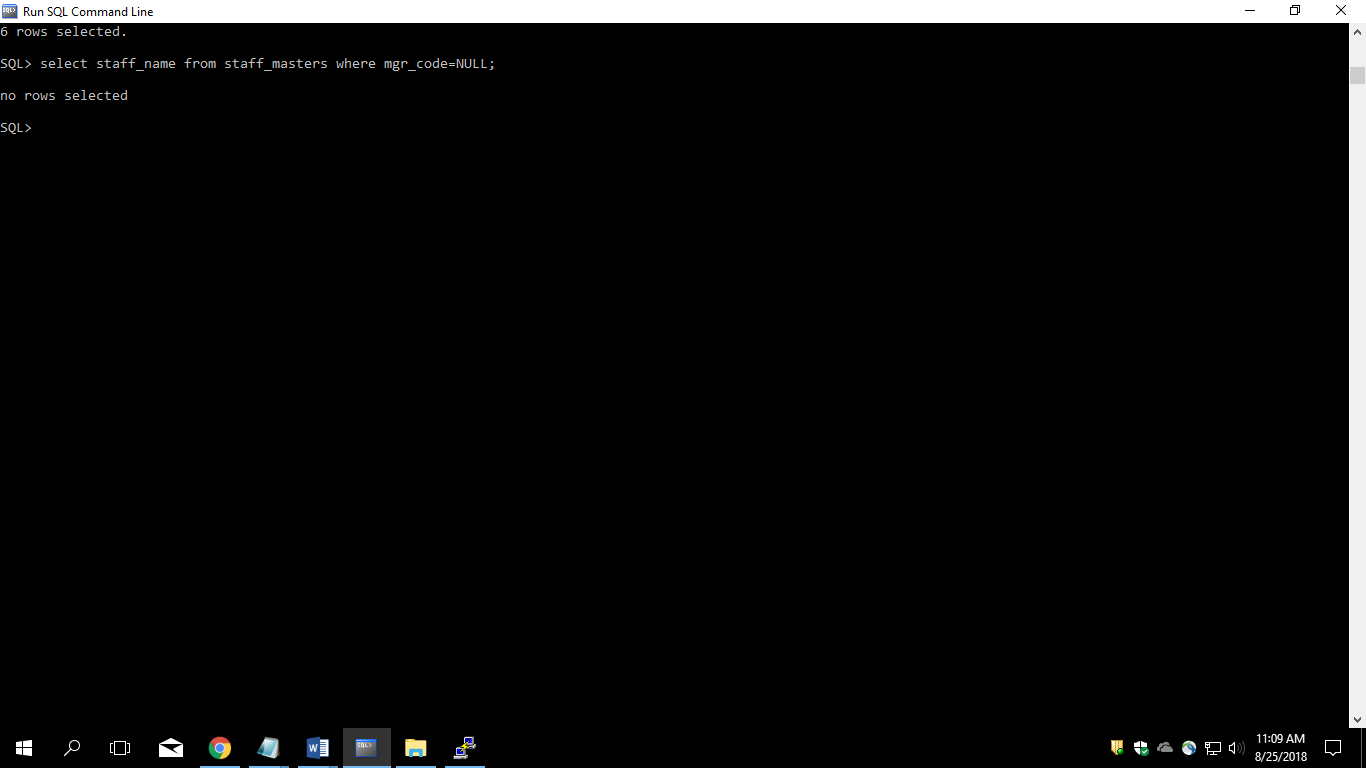 Run SQL Command Line
6 rows selected.
SQL> select staff_name from staff_masters where mgr_code=NULL;
no rows selected
SQL>
11:09 AM
8/25/2018